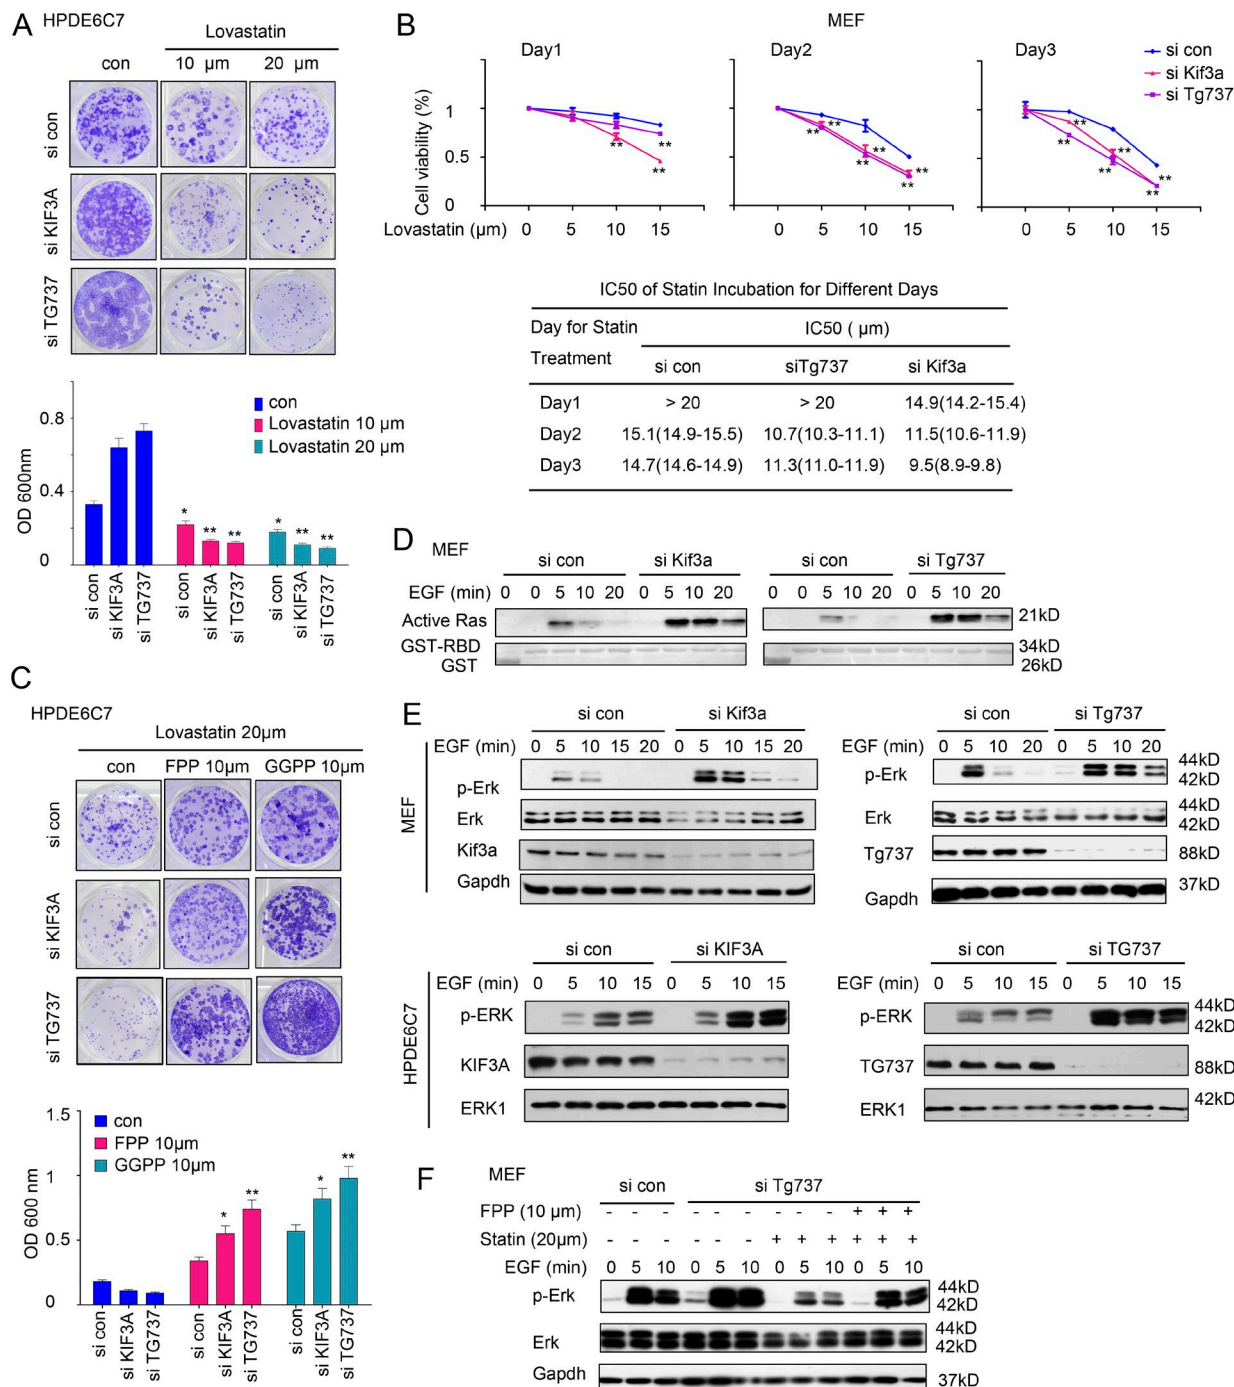 A HPDE6C7
Lovastatin
con 10 µm 20 µm
si con
si KIF3A
si TG737
OD 600nm
0.8
0.4
0
con
Lovastatin 10 µm
Lovastatin 20 µm
* ** ** * ** **
si con si KIF3A si TG737 si con si KIF3A si TG737 si con si KIF3A si TG737
B MEF
Day1 Day2 Day3
si con
si Kif3a
si Tg737
Cell viability (%)
1
0.5
0
** ** **
** ** ** ** ** **
** ** ** ** ** **
Lovastatin (µm) 0 5 10 15 0 5 10 15 0 5 10 15
IC50 of Statin Incubation for Different Days
Day for Statin Treatment IC50 ( µm)
si con siTg737 si Kif3a
Day1 > 20 > 20 14.9(14.2-15.4)
Day2 15.1(14.9-15.5) 10.7(10.3-11.1) 11.5(10.6-11.9)
Day3 14.7(14.6-14.9) 11.3(11.0-11.9) 9.5(8.9-9.8)
C
HPDE6C7
Lovastatin 20µm
con FPP 10µm GGPP 10µm
si con
si KIF3A
si TG737
OD 600 nm
1.5
1
0.5
0
con
FPP 10µm
GGPP 10µm
* ** * **
si con si KIF3A si TG737 si con si KIF3A si TG737 si con si KIF3A si TG737
D MEF
si con si Kif3a si con si Tg737
EGF (min) 0 0 5 10 20 0 5 10 20 0 0 5 10 20 0 5 10 20
Active Ras 21kD
GST-RBD 34kD
GST 26kD
E
MEF
si con si Kif3a
EGF (min) 0 5 10 15 20 0 5 10 15 20
p-Erk
Erk
Kif3a
Gapdh
si con si Tg737
EGF (min) 0 5 10 20 0 5 10 20
p-Erk 44kD
42kD
Erk 44kD
42kD
Tg737 88kD
Gapdh 37kD
HPDE6C7
si con si KIF3A
EGF (min) 0 5 10 15 0 5 10 15
p-ERK
KIF3A
ERK1
si con si TG737
EGF (min) 0 5 10 15 0 5 10 15
p-ERK 44kD
42kD
TG737 88kD
ERK1 42kD
F MEF
si con si Tg737
FPP (10 µm) - - - - - - - - - + + +
Statin (20µm) - - - - - - + + + + + +
EGF (min) 0 5 10 0 5 10 0 5 10 0 5 10
p-Erk 44kD
42kD
Erk 44kD
42kD
Gapdh 37kD